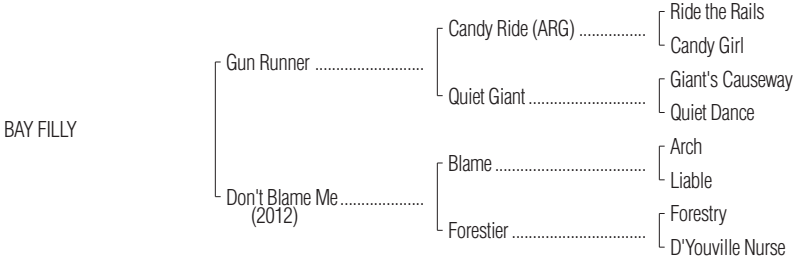 Ride the Rails
Candy Ride (ARG) ................
Candy Girl
Gun Runner ..........................
Giant's Causeway
Quiet Giant ............................
Quiet Dance
BAY FILLY
Arch
Blame ....................................
Liable
Don't Blame Me ....................
(2012)
Forestry
Forestier ................................
D'Youville Nurse